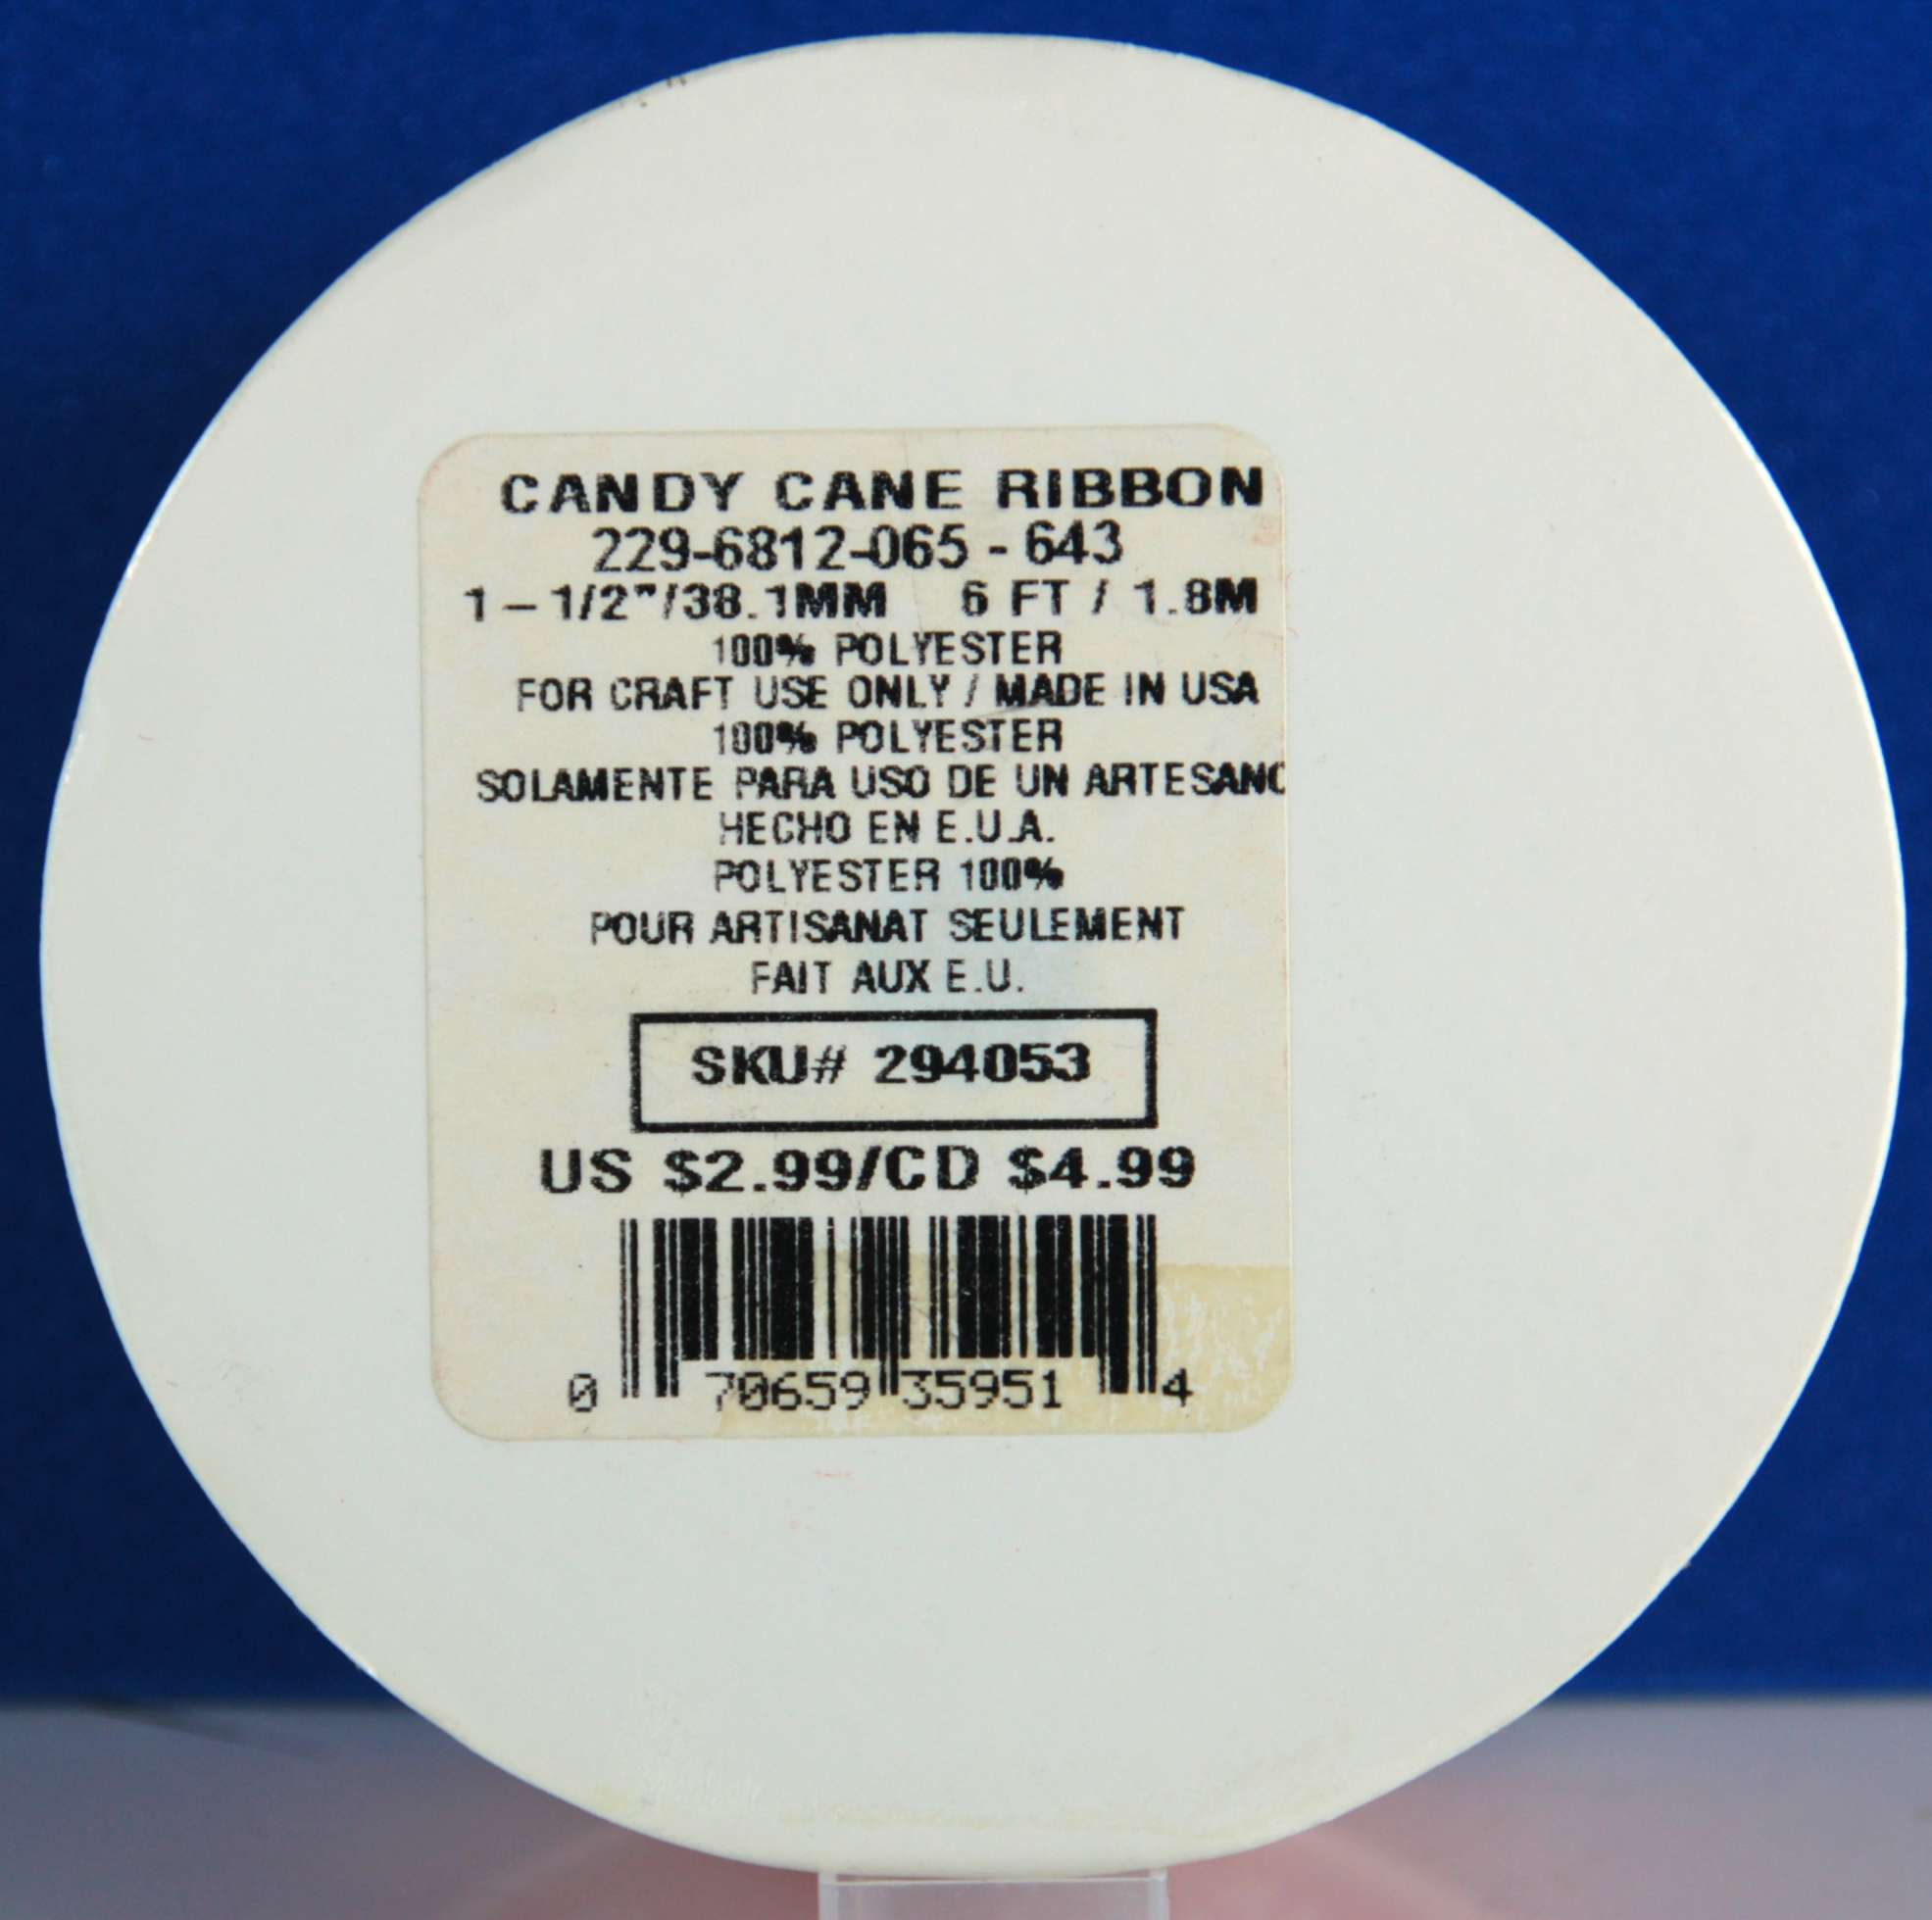 CANDY CANE RIBBON
229-6812-065 - 643
1-1/2"/38.1MM 6 FT / 1.8M
100% POLYESTER
FOR CRAFT USE ONLY / MADE IN USA
100% POLYESTER
SOLAMENTE PARA USO DE UN ARTESANO
HECHO EN E.U.A.
POLYESTER 100%
POUR ARTISANAT SEULEMENT
FAIT AUX E.U.
SKU# 294053
US $2.99/CD $4.99
0 70659 35951 4